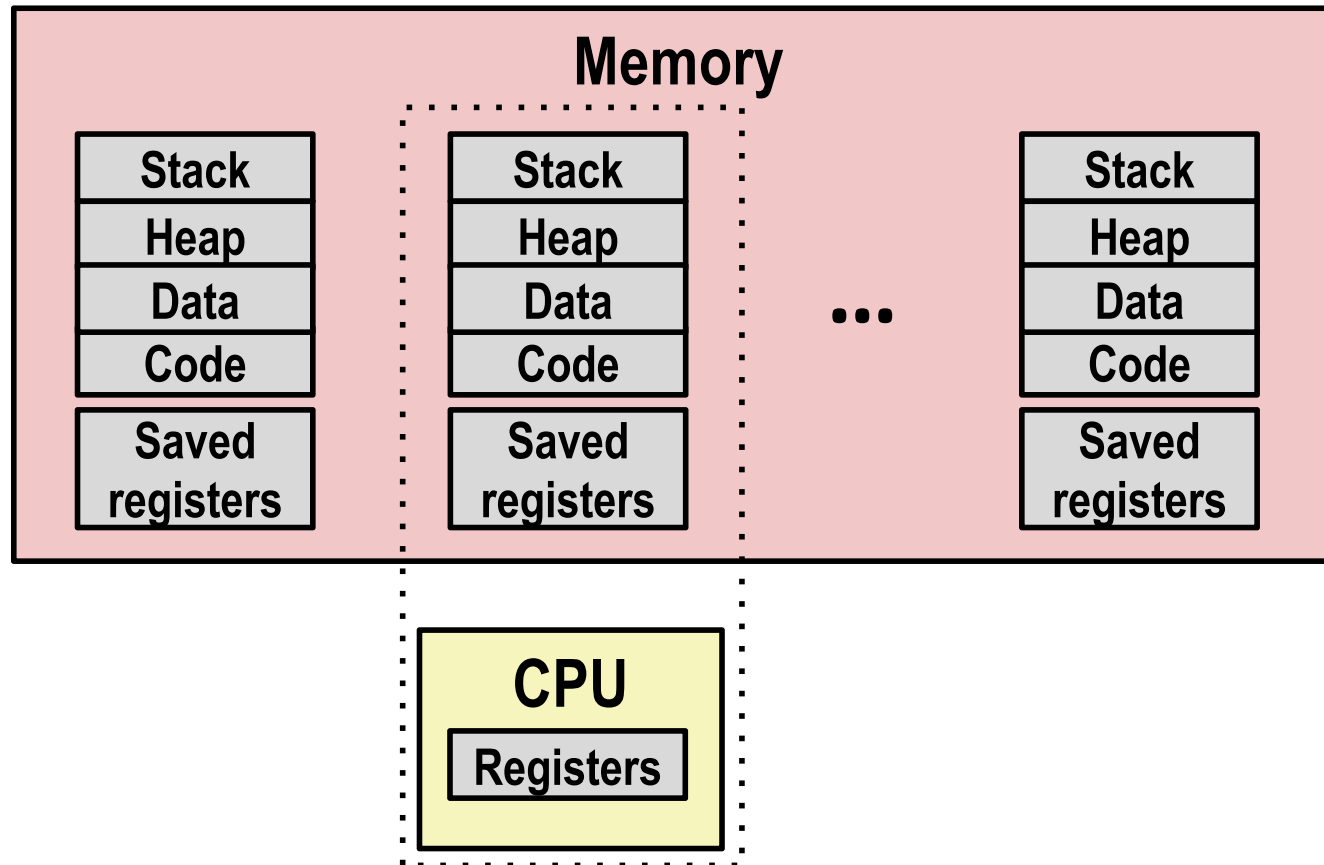 Memory
Stack
Heap
Data
Code
Saved
registers
Stack
Heap
Data
Code
Saved
registers
...
Stack
Heap
Data
Code
Saved
registers
CPU
Registers